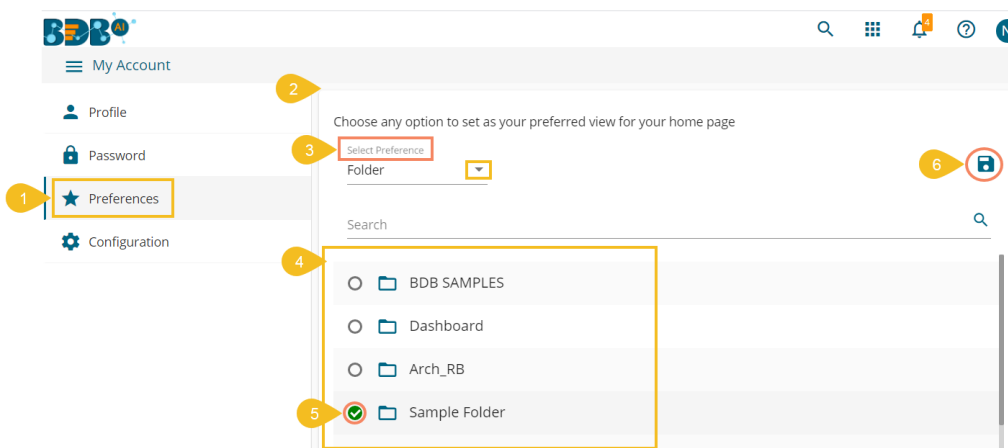 BDB AI
4
N
My Account
2
Profile
Choose any option to set as your preferred view for your home page
3
Select Preference
Password
Folder
6
1
Preferences
Search
Configuration
4
BDB SAMPLES
Dashboard
Arch_RB
5
Sample Folder